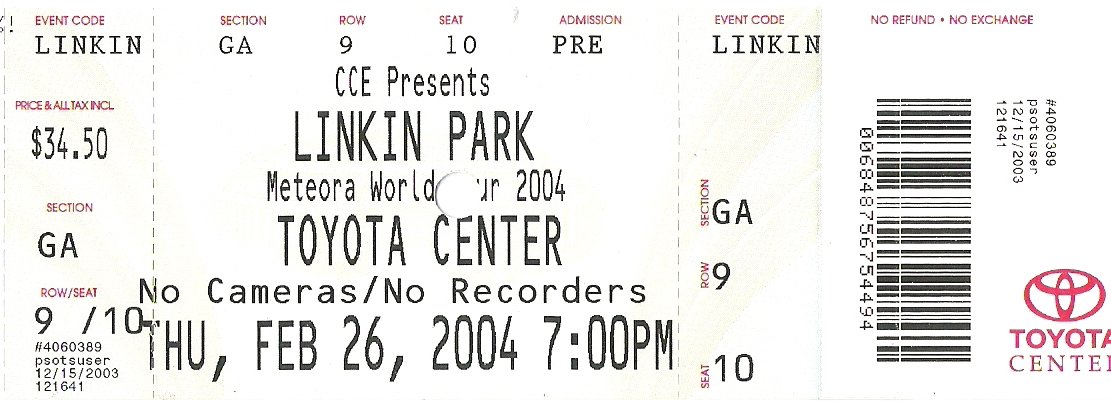 EVENT CODE SECTION ROW SEAT ADMISSION EVENT CODE
LINKIN GA 9 10 PRE LINKIN
CCE Presents
LINKIN PARK
Meteora World ur 2004
TOYOTA CENTER
No Cameras/No Recorders
THU, FEB 26, 2004 7:00PM
PRICE & ALL TAX INCL.
$34.50
SECTION
GA
ROW/SEAT
9 /10
#4060389
psotsuser
12/15/2003
121641
SECTION GA
ROW 9
SEAT 10
NO REFUND • NO EXCHANGE
006848756754494
#4060389
psotsuser
12/15/2003
121641
TOYOTA
CENTE